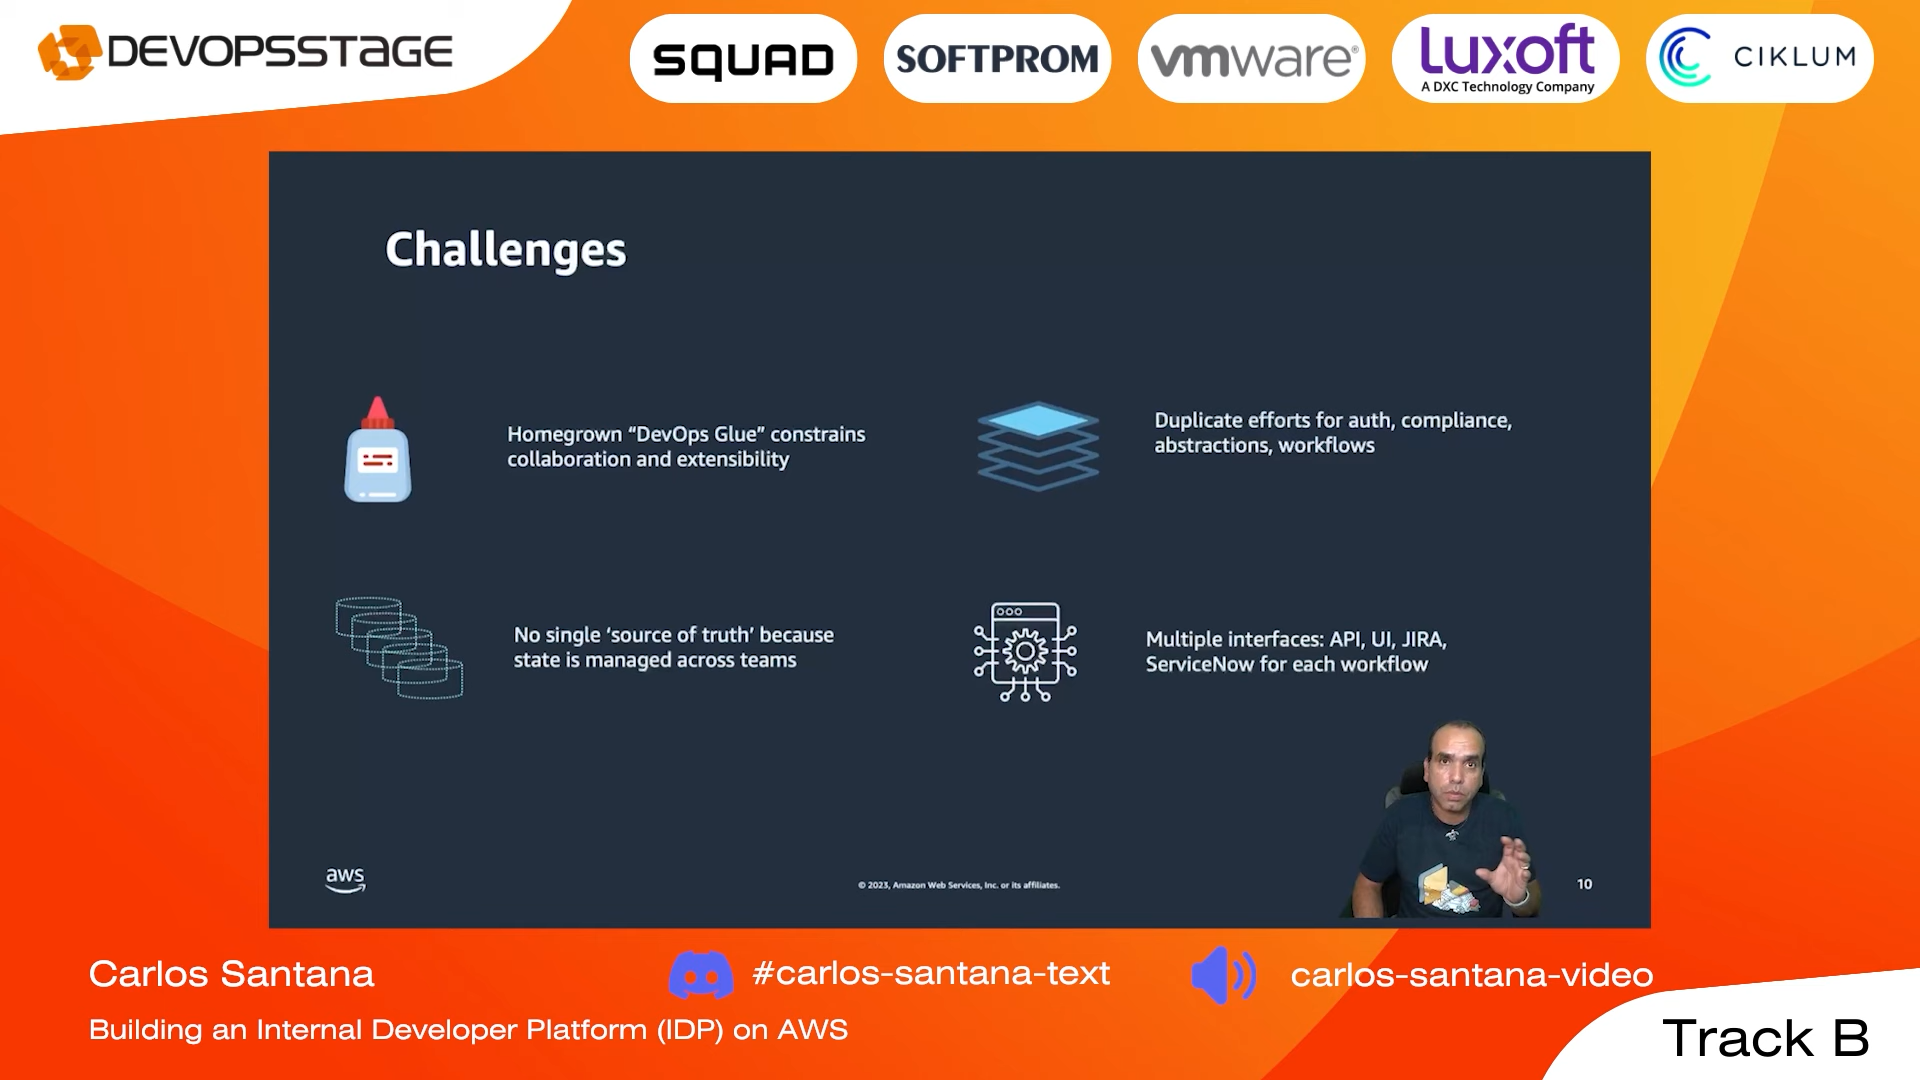 DEVOPSSTAGE
SQUAD
SOFTPROM
vmware®
Luxoft
A DXC Technology Company
CIKLUM
Challenges
Homegrown “DevOps Glue” constrains
collaboration and extensibility
Duplicate efforts for auth, compliance,
abstractions, workflows
No single ‘source of truth’ because
state is managed across teams
Multiple interfaces: API, UI, JIRA,
ServiceNow for each workflow
aws
© 2023, Amazon Web Services, Inc. or its affiliates.
10
Carlos Santana
#carlos-santana-text
carlos-santana-video
Building an Internal Developer Platform (IDP) on AWS
Track B